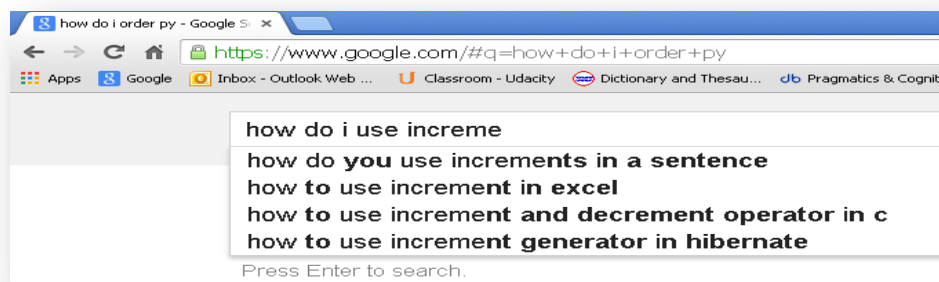 how do i order py - Google S
https://www.google.com/#q=how+do+i+order+py
Apps Google Inbox - Outlook Web ... Classroom - Udacity Dictionary and Thesau... Pragmatics & Cognit
how do i use increme
how do you use increments in a sentence
how to use increment in excel
how to use increment and decrement operator in c
how to use increment generator in hibernate
Press Enter to search.